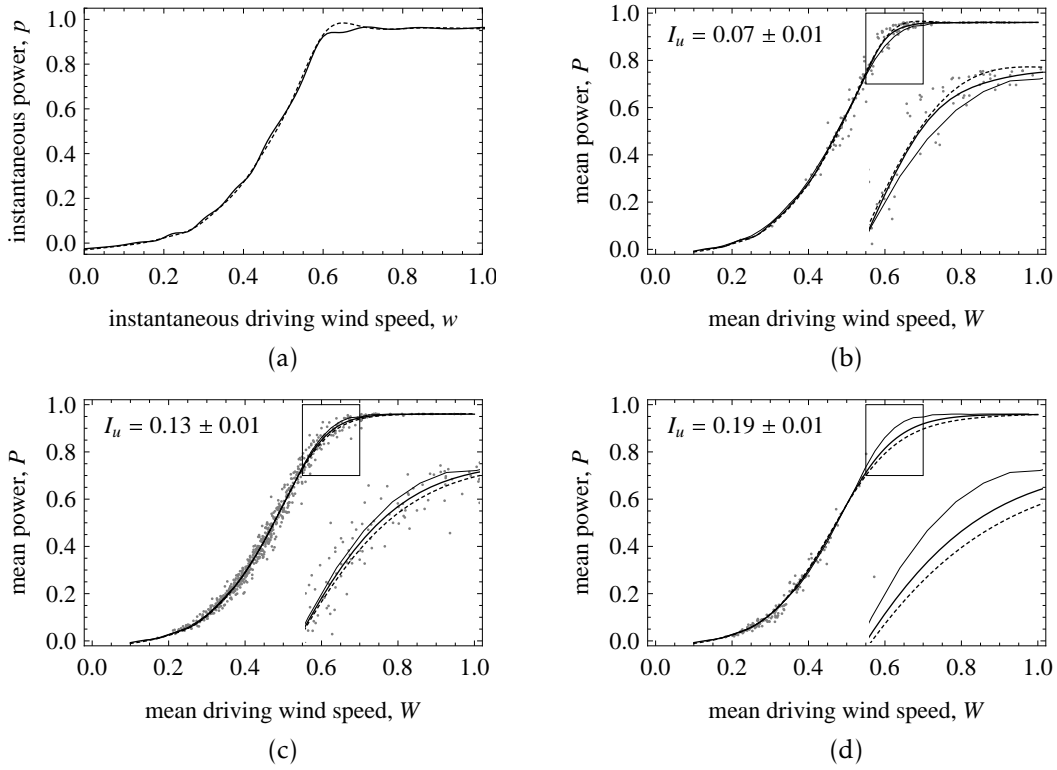 1.0
0.8
0.6
0.4
0.2
0.0
instantaneous power, p
0.0 0.2 0.4 0.6 0.8 1.0
instantaneous driving wind speed, w
(a)
I_u = 0.07 ± 0.01
1.0
0.8
0.6
0.4
0.2
0.0
mean power, P
0.0 0.2 0.4 0.6 0.8 1.0
mean driving wind speed, W
(b)
I_u = 0.13 ± 0.01
1.0
0.8
0.6
0.4
0.2
0.0
mean power, P
0.0 0.2 0.4 0.6 0.8 1.0
mean driving wind speed, W
(c)
I_u = 0.19 ± 0.01
1.0
0.8
0.6
0.4
0.2
0.0
mean power, P
0.0 0.2 0.4 0.6 0.8 1.0
mean driving wind speed, W
(d)